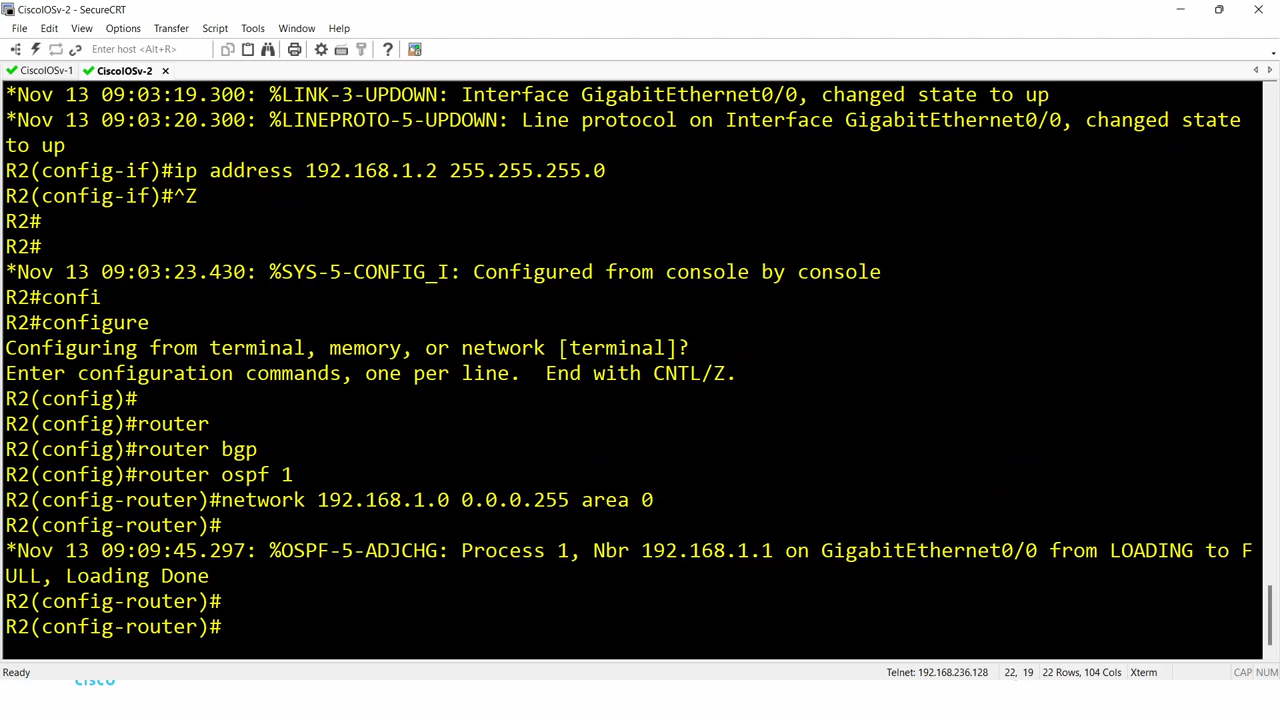 CiscoIOSv-2 - SecureCRT
File Edit View Options Transfer Script Tools Window Help
Enter host <Alt+R>
CiscoIOSv-1 CiscoIOSv-2
*Nov 13 09:03:19.300: %LINK-3-UPDOWN: Interface GigabitEthernet0/0, changed state to up
*Nov 13 09:03:20.300: %LINEPROTO-5-UPDOWN: Line protocol on Interface GigabitEthernet0/0, changed state
to up
R2(config-if)#ip address 192.168.1.2 255.255.255.0
R2(config-if)#^Z
R2#
R2#
*Nov 13 09:03:23.430: %SYS-5-CONFIG_I: Configured from console by console
R2#confi
R2#configure
Configuring from terminal, memory, or network [terminal]?
Enter configuration commands, one per line.  End with CNTL/Z.
R2(config)#
R2(config)#router
R2(config)#router bgp
R2(config)#router ospf 1
R2(config-router)#network 192.168.1.0 0.0.0.255 area 0
R2(config-router)#
*Nov 13 09:09:45.297: %OSPF-5-ADJCHG: Process 1, Nbr 192.168.1.1 on GigabitEthernet0/0 from LOADING to F
ULL, Loading Done
R2(config-router)#
R2(config-router)#
Ready Telnet: 192.168.236.128 22, 19 22 Rows, 104 Cols Xterm CAP NUM
cisco